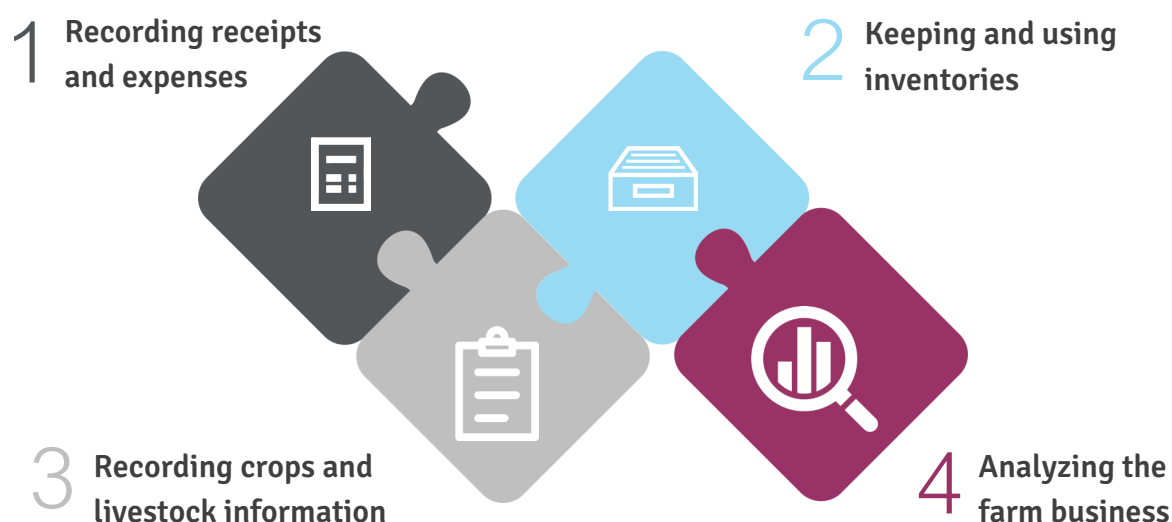 1
Recording receipts
and expenses
2
Keeping and using
inventories
3
Recording crops and
livestock information
4
Analyzing the
farm business